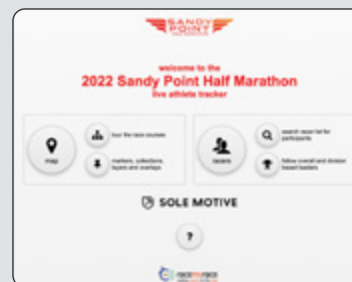 SANDY
POINT
welcome to the
2022 Sandy Point Half Marathon
live athlete tracker
map
tour the race courses
markers, collections,
layers and overlays
racers
search racer list for
participants
follow overall and division
based leaders
SOLE MOTIVE
?
racemyrace